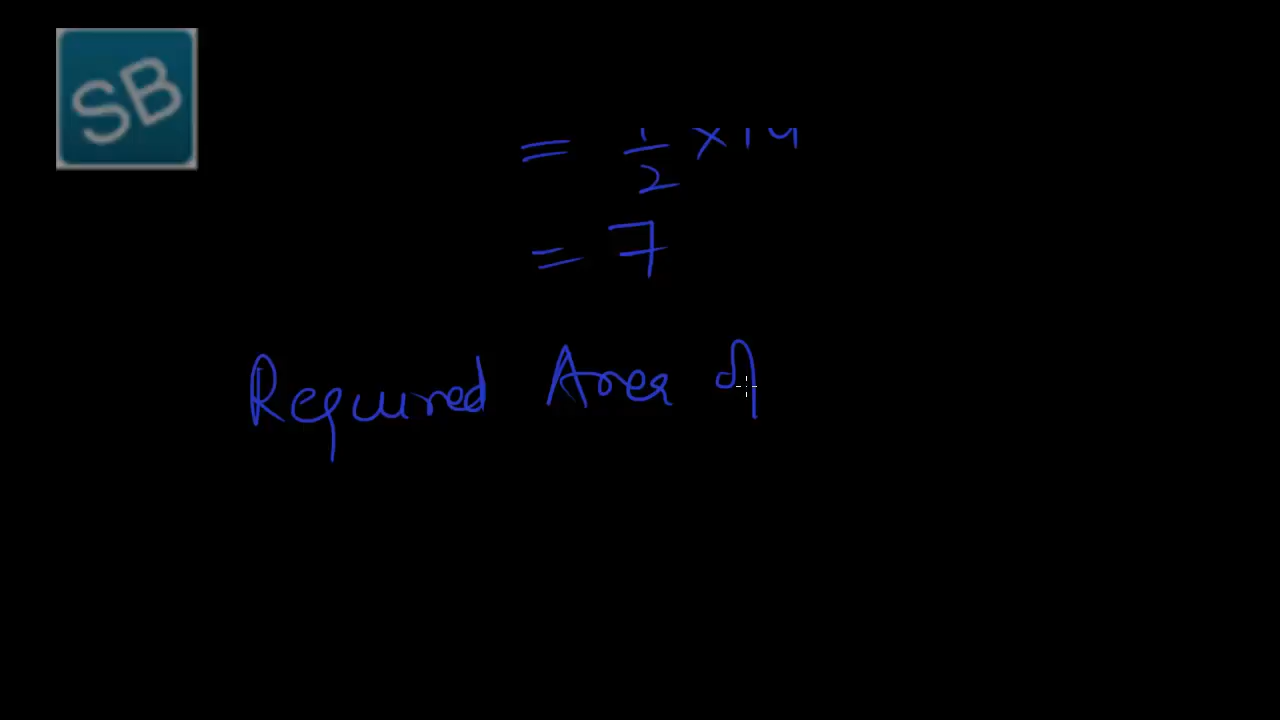 SB
= 1/2 × 14
= 7
Required Area of